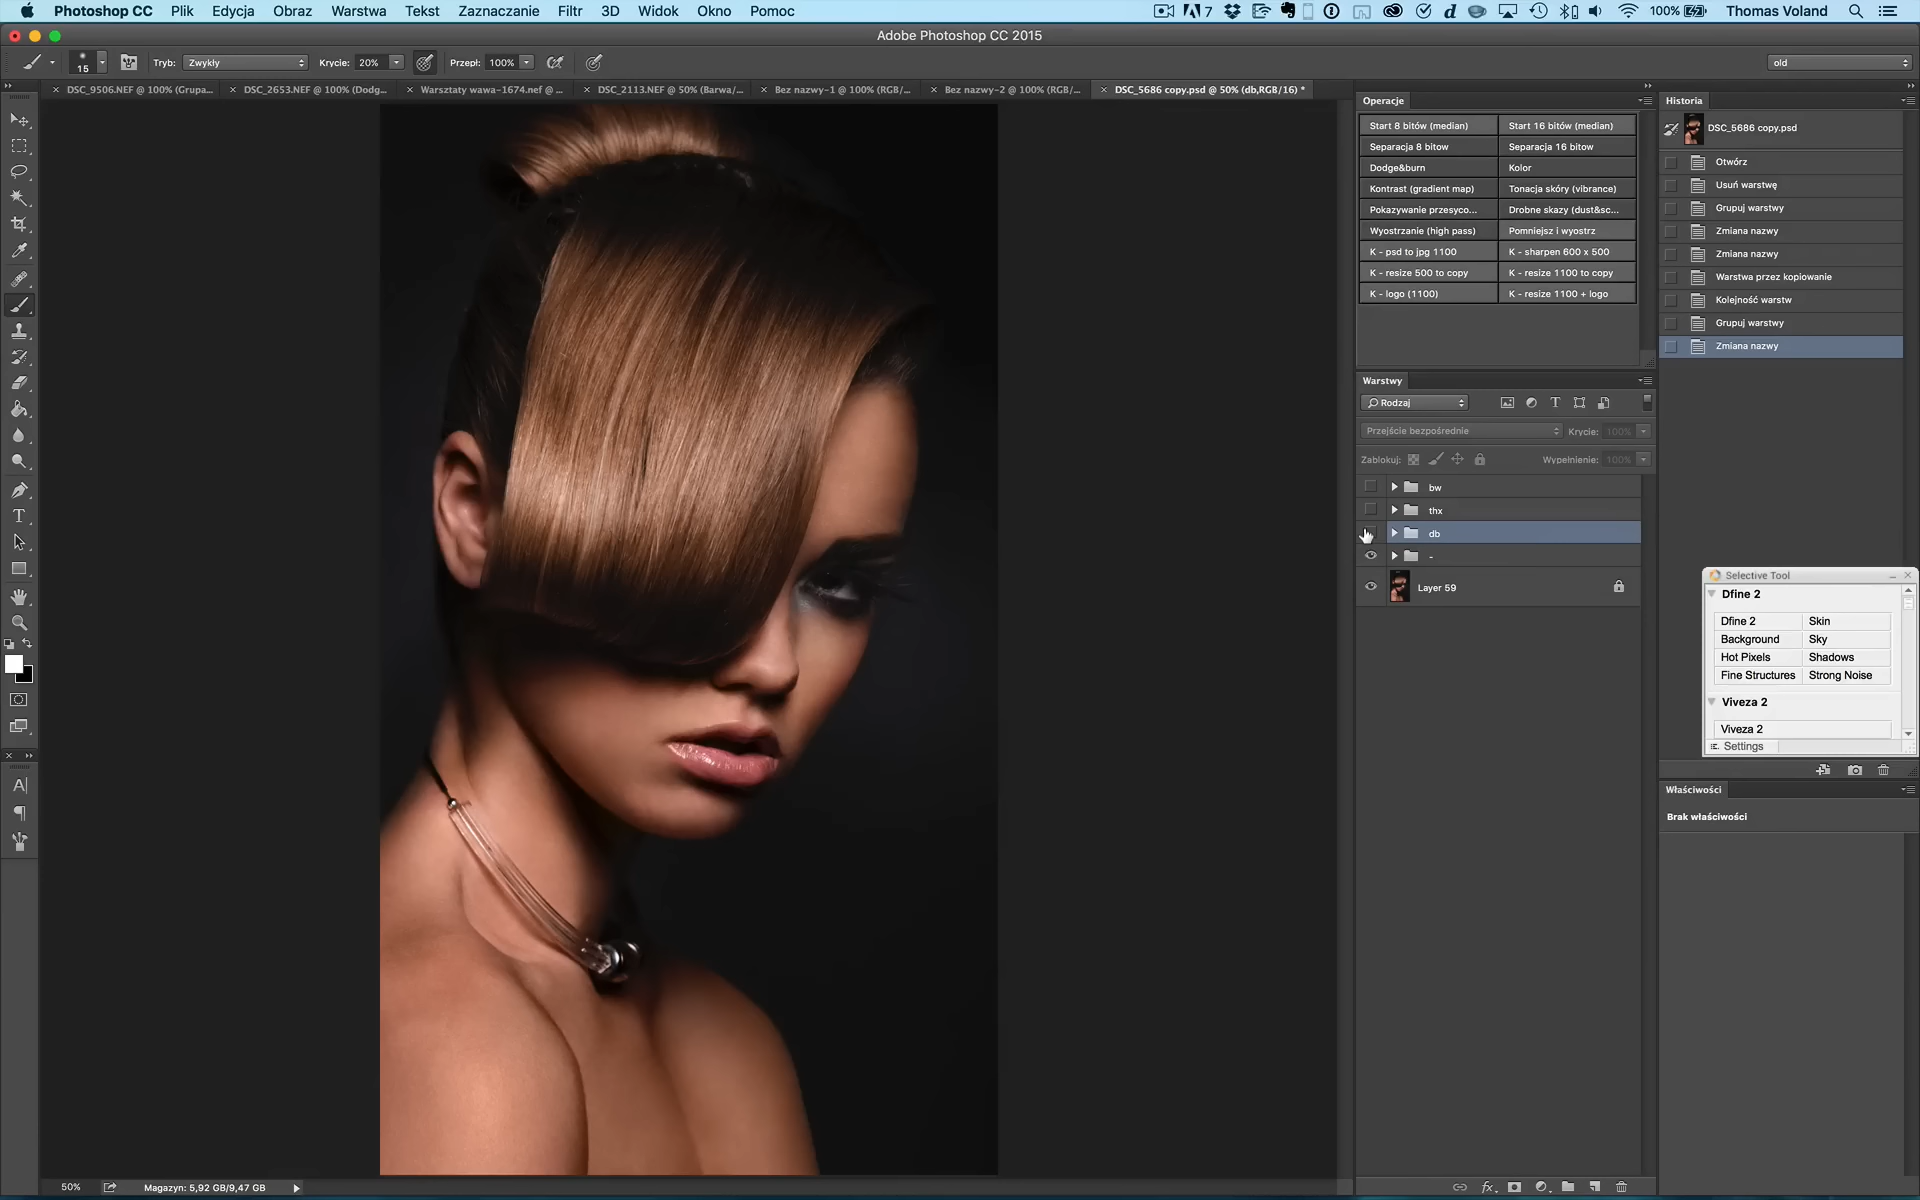 Photoshop CC Plik Edycja Obraz Warstwa Tekst Zaznaczanie Filtr 3D Widok Okno Pomoc 7 100% Thomas Voland
Adobe Photoshop CC 2015
15 Tryb: Zwykły Krycie: 20% Przepł: 100% old
DSC_9506.NEF @ 100% (Grupa... DSC_2653.NEF @ 100% (Dodg... Warsztaty wawa-1674.nef @ ... DSC_2113.NEF @ 50% (Barwa/... Bez nazwy-1 @ 100% (RGB/... Bez nazwy-2 @ 100% (RGB/... DSC_5686 copy.psd @ 50% (db,RGB/16) *
Operacje
Start 8 bitów (median) Start 16 bitów (median)
Separacja 8 bitow Separacja 16 bitow
Dodge&burn Kolor
Kontrast (gradient map) Tonacja skóry (vibrance)
Pokazywanie przesyco... Drobne skazy (dust&sc...
Wyostrzanie (high pass) Pomniejsz i wyostrz
K - psd to jpg 1100 K - sharpen 600 x 500
K - resize 500 to copy K - resize 1100 to copy
K - logo (1100) K - resize 1100 + logo
Warstwy
Rodzaj
Przejście bezpośrednie Krycie: 100%
Zablokuj: Wypełnienie: 100%
bw
thx
db
-
Layer 59
Historia
DSC_5686 copy.psd
Otwórz
Usuń warstwę
Grupuj warstwy
Zmiana nazwy
Zmiana nazwy
Warstwa przez kopiowanie
Kolejność warstw
Grupuj warstwy
Zmiana nazwy
Selective Tool
Dfine 2
Dfine 2 Skin
Background Sky
Hot Pixels Shadows
Fine Structures Strong Noise
Viveza 2
Viveza 2
Settings
Właściwości
Brak właściwości
50% Magazyn: 5,92 GB/9,47 GB